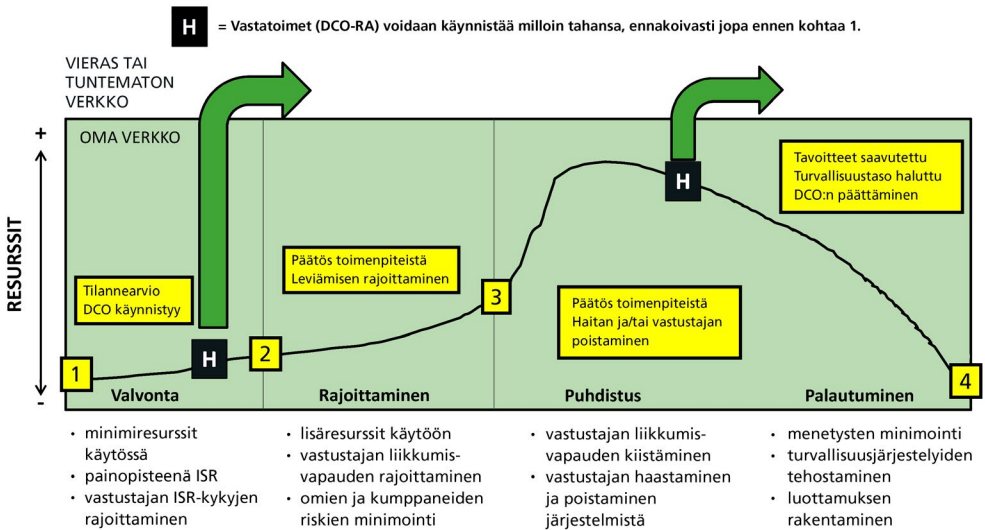 H = Vastatoimet (DCO-RA) voidaan käynnistää milloin tahansa, ennakoivasti jopa ennen kohtaa 1.
VIERAS TAI
TUNTEMATON
VERKKO
OMA VERKKO
+
RESURSSIT
-
Tilannearvio
DCO käynnistyy
Päätös toimenpiteistä
Leviämisen rajoittaminen
Päätös toimenpiteistä
Haitan ja/tai vastustajan
poistaminen
Tavoitteet saavutettu
Turvallisuustaso haluttu
DCO:n päättäminen
1
H
2
3
H
4
Valvonta
Rajoittaminen
Puhdistus
Palautuminen
• minimiresurssit
käytössä
• painopisteenä ISR
• vastustajan ISR-kykyjen
rajoittaminen
• lisäresurssit käytöön
• vastustajan liikkumis-
vapauden rajoittaminen
• omien ja kumppaneiden
riskien minimointi
• vastustajan liikkumis-
vapauden kiistäminen
• vastustajan haastaminen
ja poistaminen
järjestelmistä
• menetysten minimointi
• turvallisuusjärjestelyiden
tehostaminen
• luottamuksen
rakentaminen